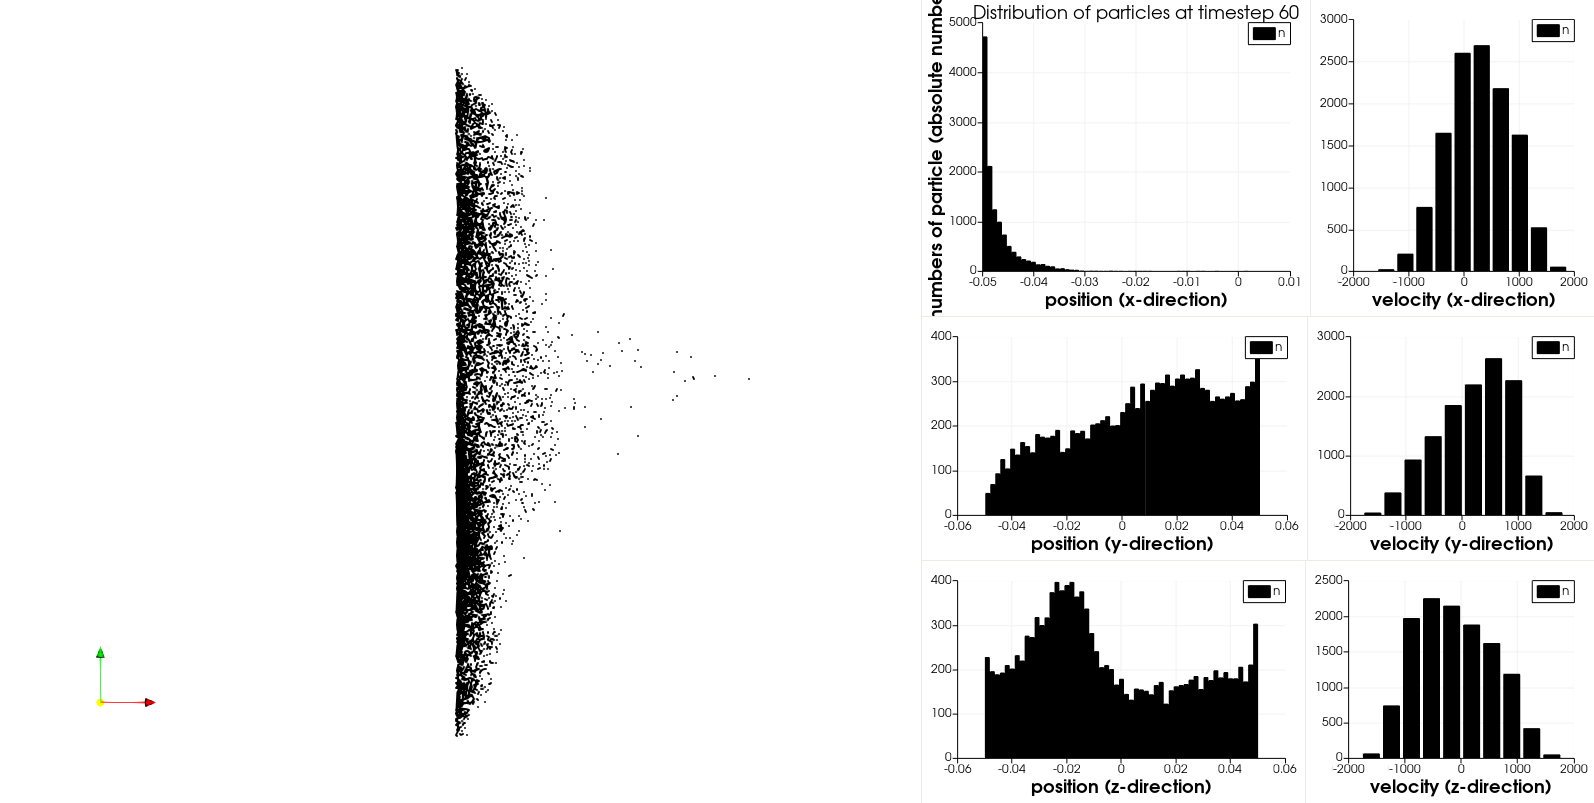 Distribution of particles at timestep 60
numbers of particle (absolute number
5000
4000
3000
2000
1000
0
-0.05 -0.04 -0.03 -0.02 -0.01 0 0.01
position (x-direction)
n
3000
2500
2000
1500
1000
500
0
-2000 -1000 0 1000 2000
velocity (x-direction)
n
400
300
200
100
0
-0.06 -0.04 -0.02 0 0.02 0.04 0.06
position (y-direction)
n
3000
2000
1000
0
-2000 -1000 0 1000 2000
velocity (y-direction)
n
400
300
200
100
0
-0.06 -0.04 -0.02 0 0.02 0.04 0.06
position (z-direction)
n
2500
2000
1500
1000
500
0
-2000 -1000 0 1000 2000
velocity (z-direction)
n